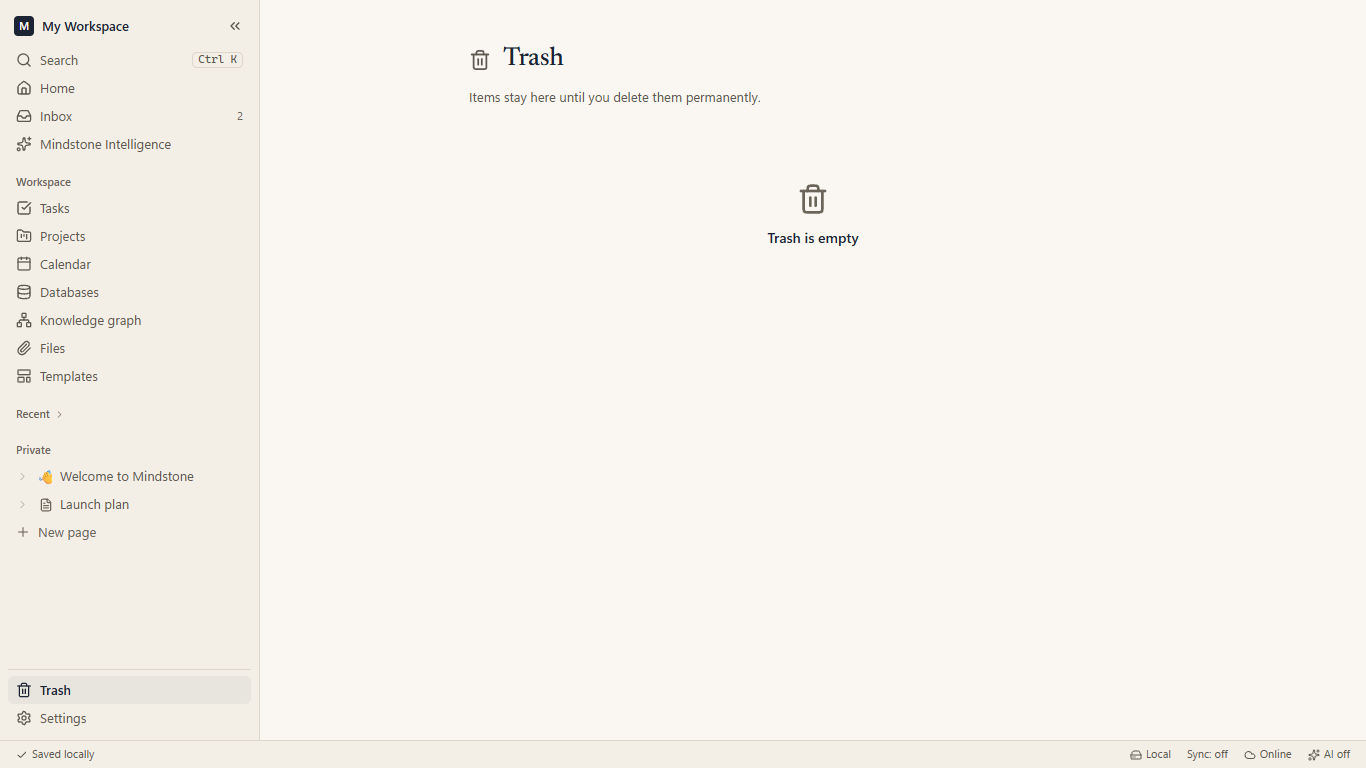 M My Workspace
Search Ctrl K
Home
Inbox 2
Mindstone Intelligence
Workspace
Tasks
Projects
Calendar
Databases
Knowledge graph
Files
Templates
Recent
Private
Welcome to Mindstone
Launch plan
New page
Trash
Settings
Trash
Items stay here until you delete them permanently.
Trash is empty
Saved locally
Local Sync: off Online AI off